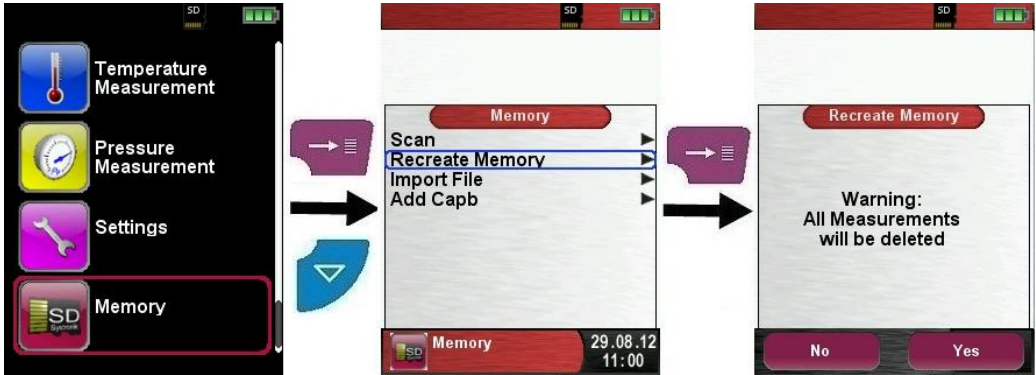 SD
Temperature
Measurement
Pressure
Measurement
Settings
SD
Memory
SD
Memory
Scan
Recreate Memory
Import File
Add Capb
SD
Memory
29.08.12
11:00
SD
Recreate Memory
Warning:
All Measurements
will be deleted
No
Yes